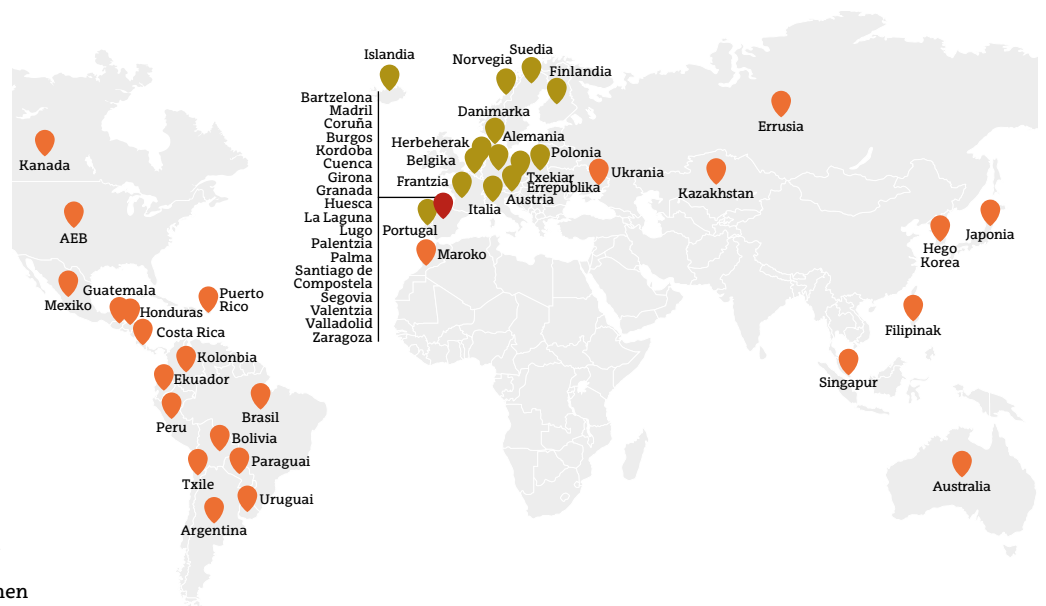 Islandia
Norvegia
Suedia
Finlandia
Bartzelona
Madril
Coruña
Burgos
Kordoba
Cuenca
Girona
Granada
Huesca
La Laguna
Lugo
Palentzia
Palma
Santiago de
Compostela
Segovia
Valentzia
Valladolid
Zaragoza
Danimarka
Herbeherak
Alemania
Belgika
Polonia
Frantzia
Txekiar
Errepublika
Austria
Italia
Portugal
Ukrania
Maroko
Errusia
Kazakhstan
Japonia
Hego
Korea
Filipinak
Singapur
Australia
Kanada
AEB
Mexiko
Guatemala
Honduras
Puerto
Rico
Costa Rica
Kolonbia
Ekuador
Peru
Brasil
Bolivia
Paraguai
Txile
Uruguai
Argentina